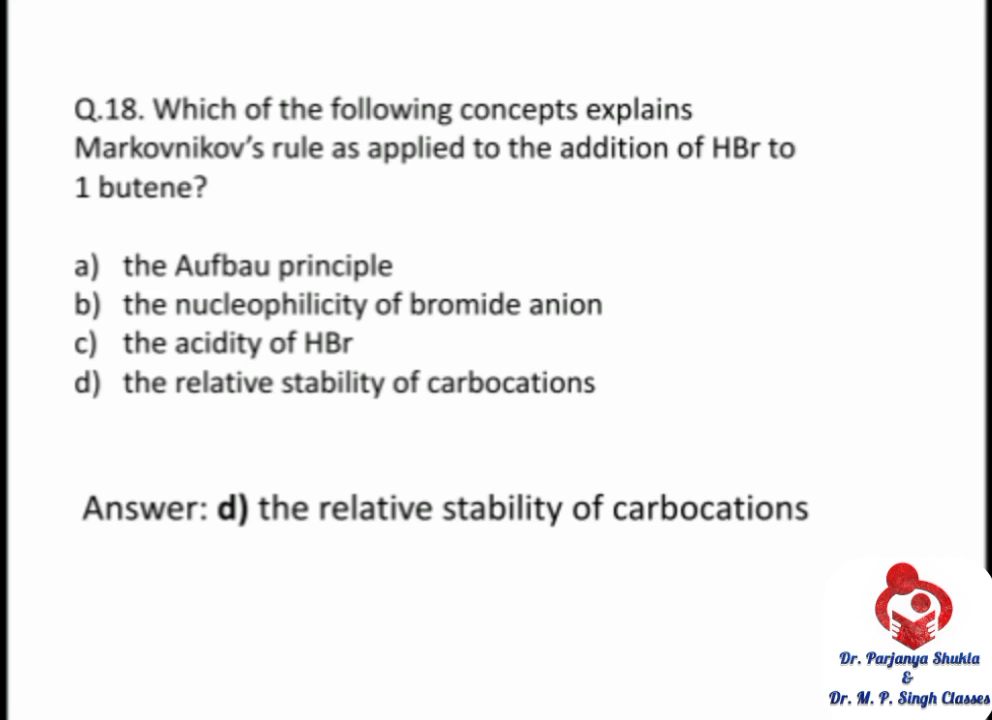 Q.18. Which of the following concepts explains
Markovnikov’s rule as applied to the addition of HBr to
1 butene?
a) the Aufbau principle
b) the nucleophilicity of bromide anion
c) the acidity of HBr
d) the relative stability of carbocations
Answer: d) the relative stability of carbocations
Dr. Parjanya Shukla
&
Dr. M. P. Singh Classes